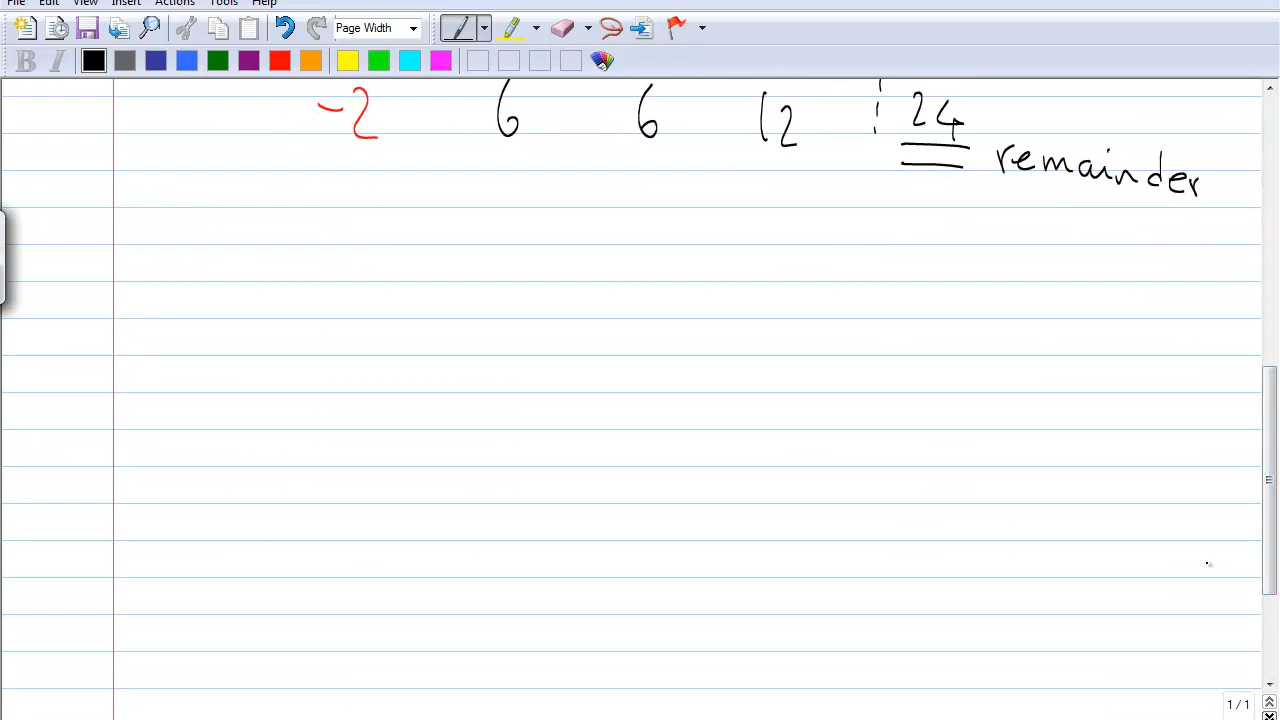 File Edit View Insert Actions Tools Help
Page Width
B I
-2 6 6 12 24
remainder
1/1